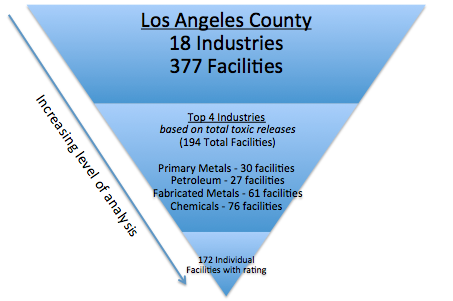 Los Angeles County
18 Industries
377 Facilities
Top 4 Industries
based on total toxic releases
(194 Total Facilities)
Primary Metals - 30 facilities
Petroleum - 27 facilities
Fabricated Metals - 61 facilities
Chemicals - 76 facilities
172 Individual
Facilities with rating
Increasing level of analysis